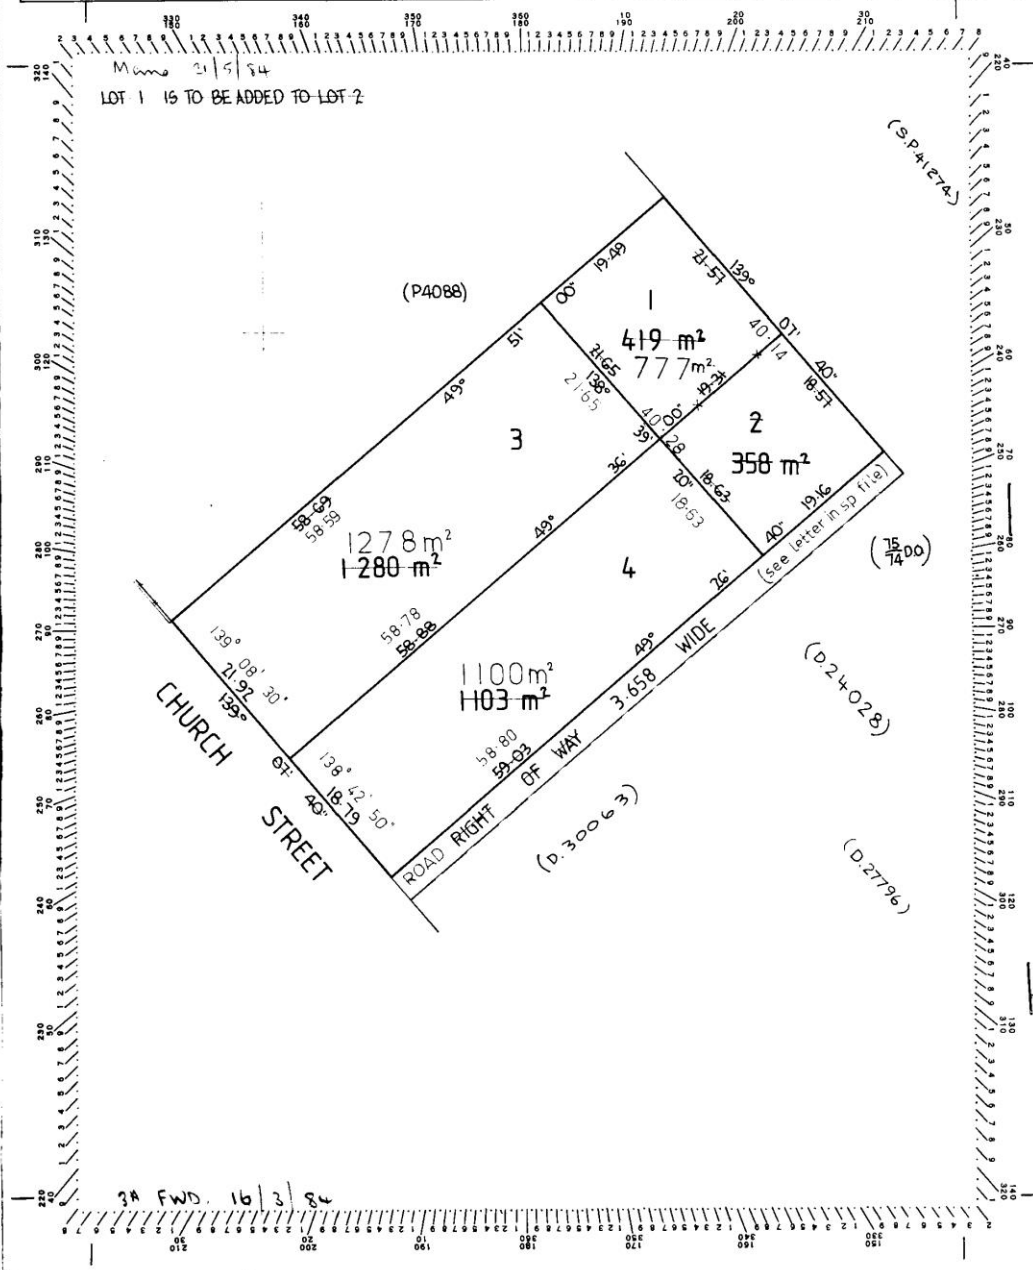 Memo 21/5/84
LOT 1 IS TO BE ADDED TO LOT 2
(S.P.41274)
(P4088)
19·49
00"
51'
49°
21·57
139°
07'
40"
40·14
18·57
1
419 m²
777m²
21·65
138°
21·65
39'
20"
40·28
00"
19·31
36'
49°
2
358 m²
18·63
18·63
40"
19·16
26'
49°
3
58·69
58·59
1278m²
1280 m²
4
58·78
58·88
1100m²
1103 m²
58·80
59·03
139° 08' 30"
21·92
139°
07'
40"
138° 42' 50"
18·79
CHURCH STREET
ROAD RIGHT OF WAY 3.658 WIDE
(see letter in sp file)
(75/74 D.O)
(D.24028)
(D.30063)
(D.27796)
3A FWD. 16/3/84